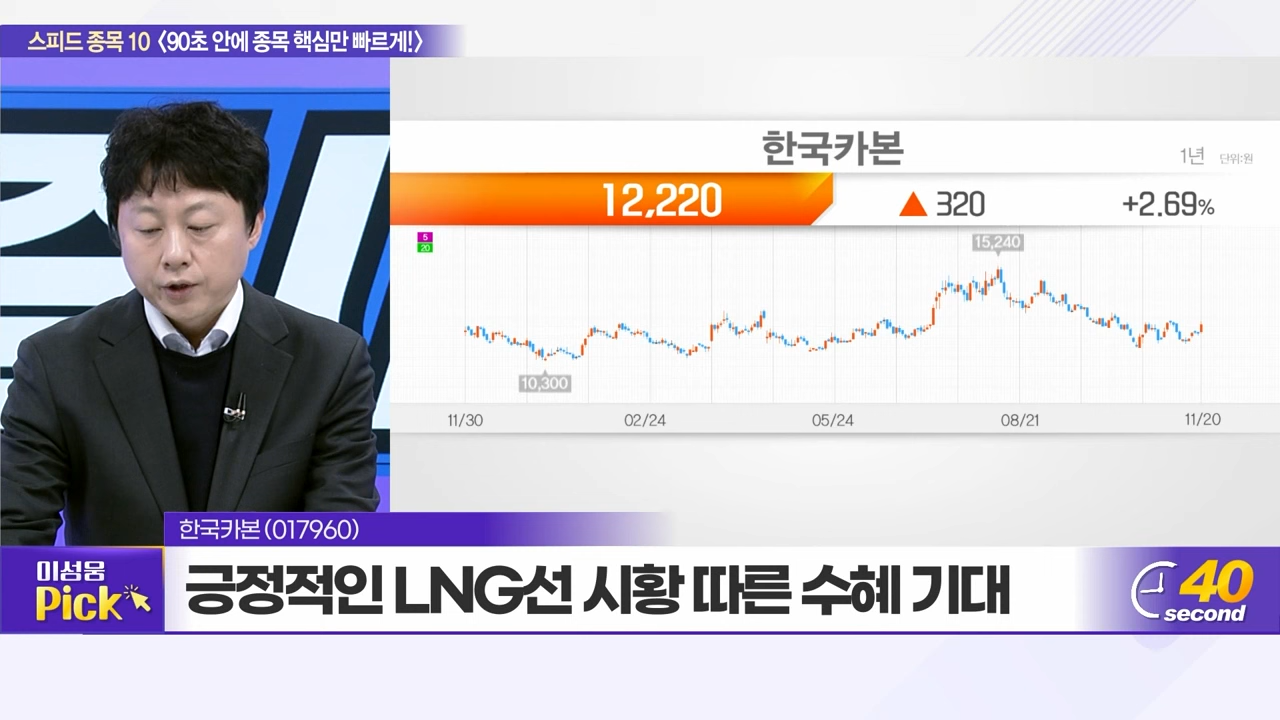 스피드 종목 10 <90초 안에 종목 핵심만 빠르게!>
한국카본
1년 단위:원
12,220 ▲ 320 +2.69%
5
20
15,240
10,300
11/30 02/24 05/24 08/21 11/20
한국카본 (017960)
이성웅
Pick
긍정적인 LNG선 시황 따른 수혜 기대
40
second